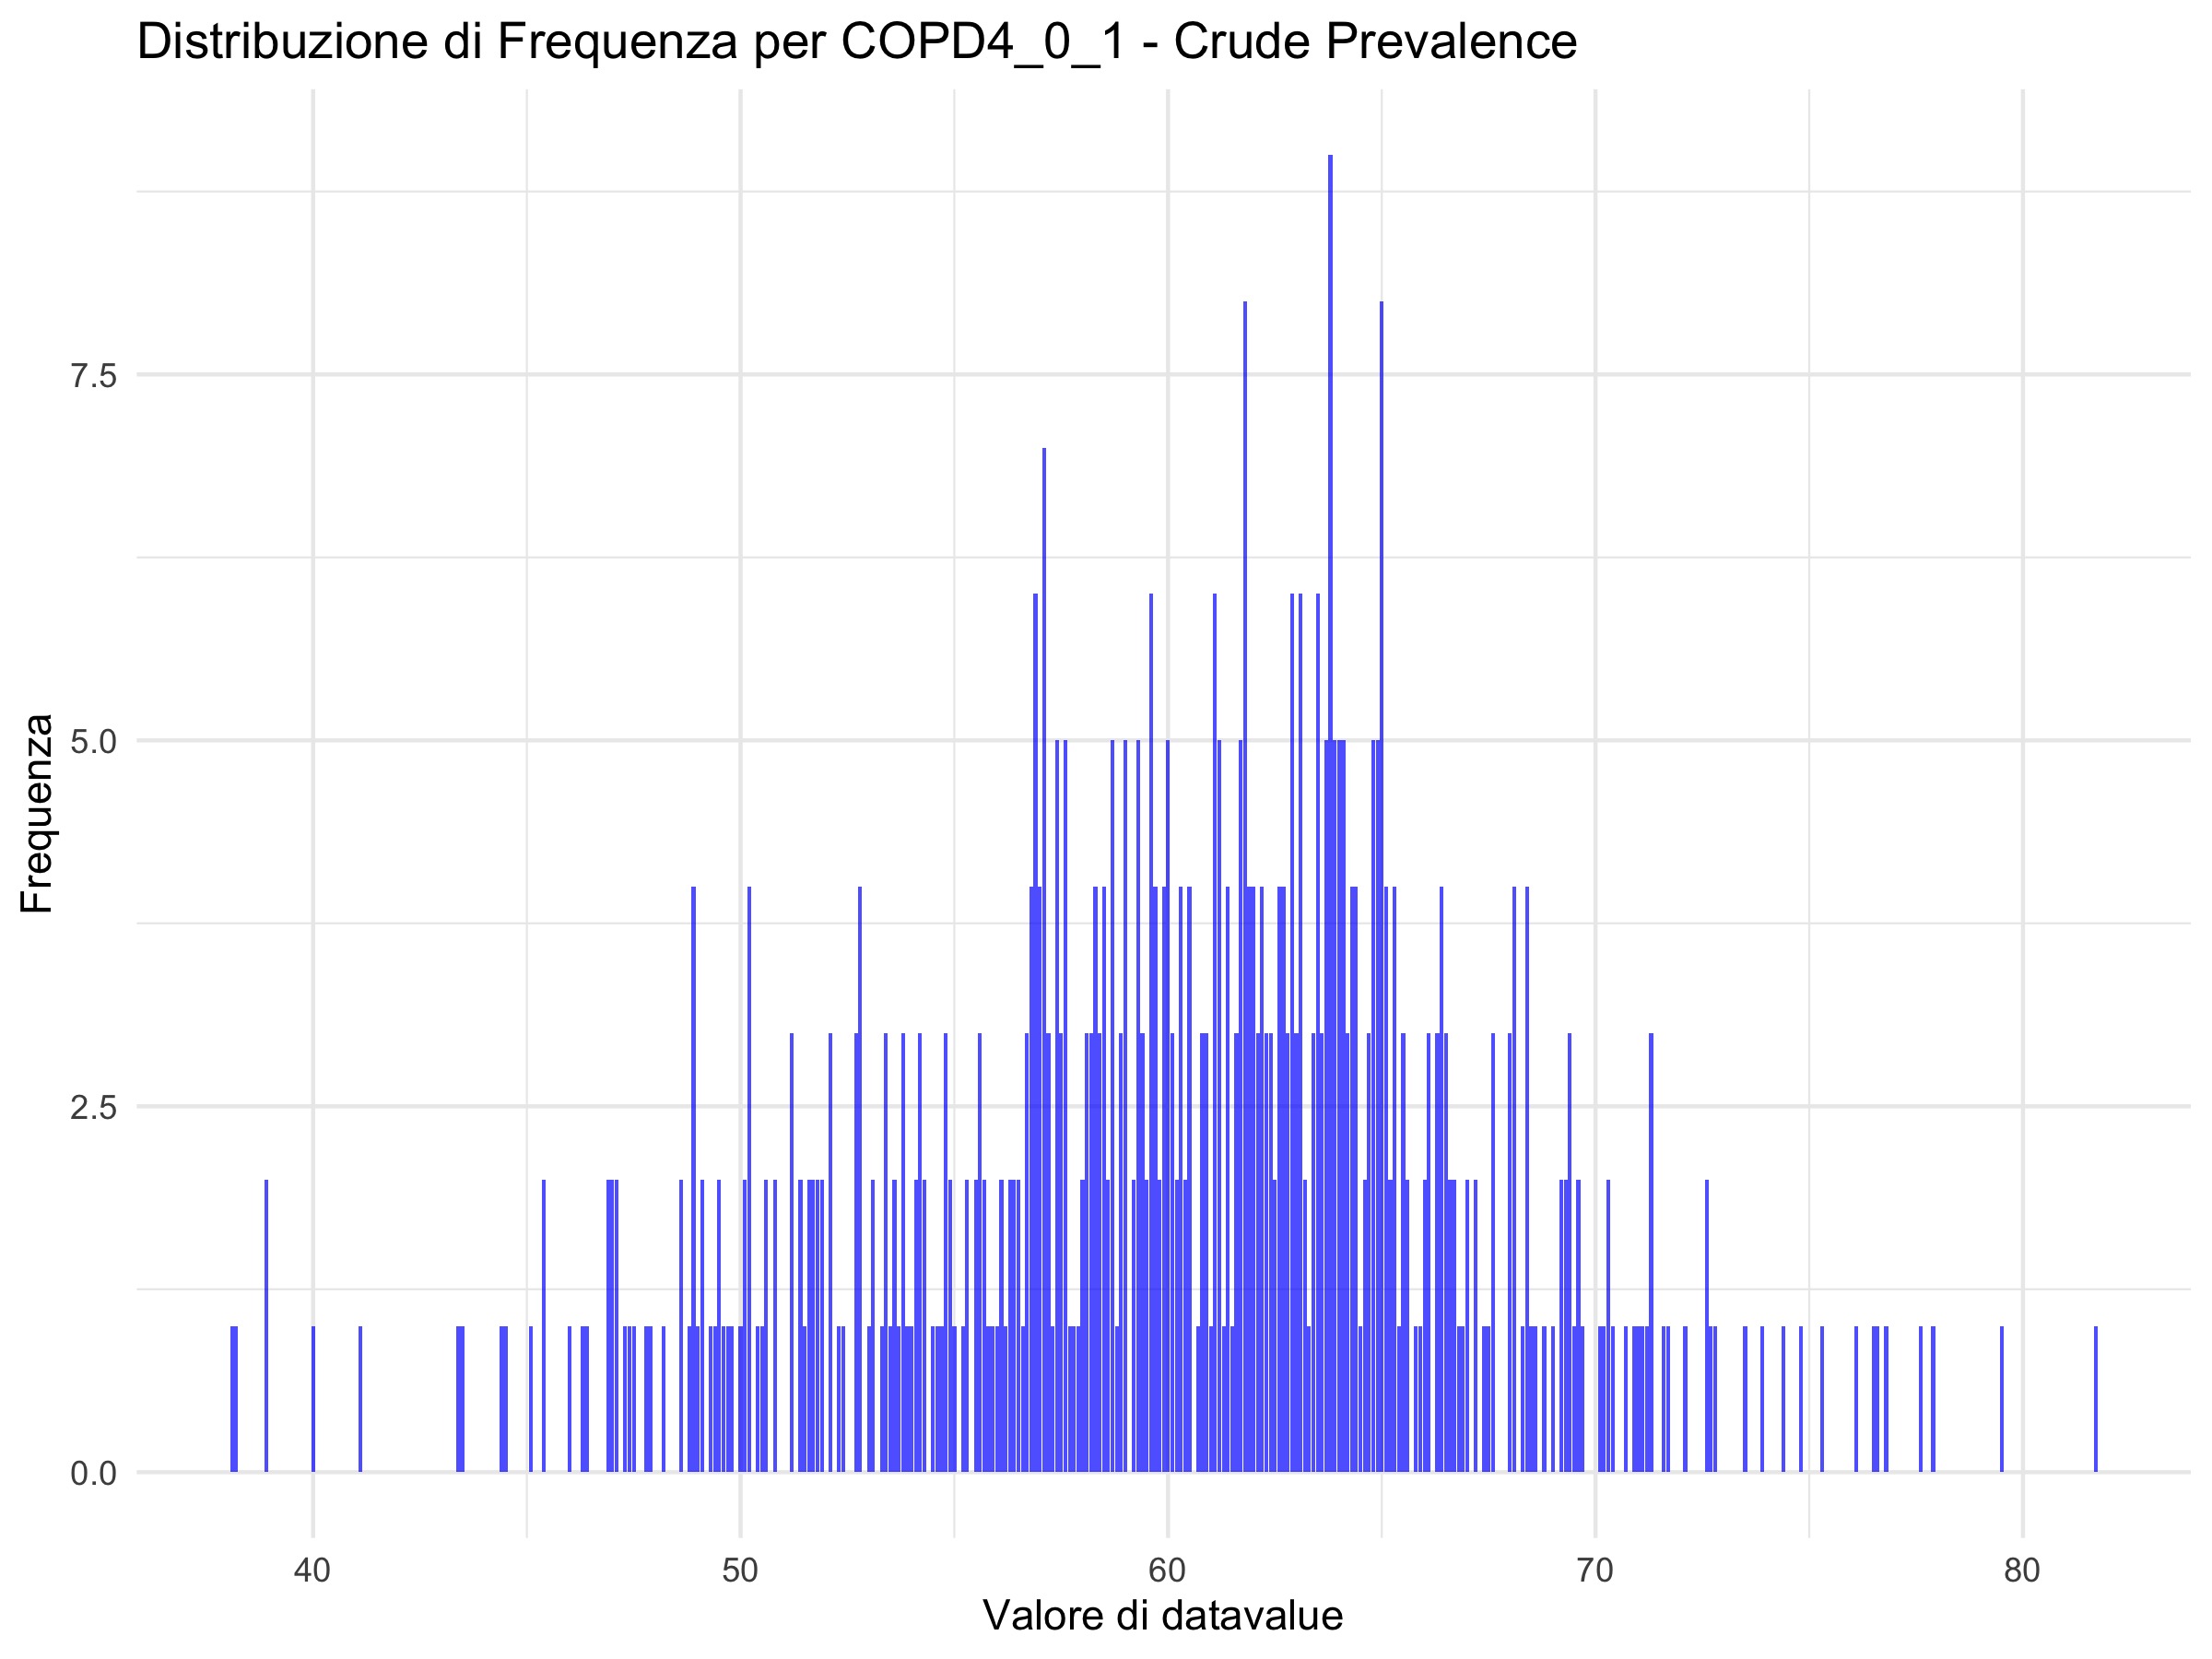 Distribuzione di Frequenza per COPD4_0_1 - Crude Prevalence
Frequenza
7.5
5.0
2.5
0.0
40 50 60 70 80
Valore di datavalue